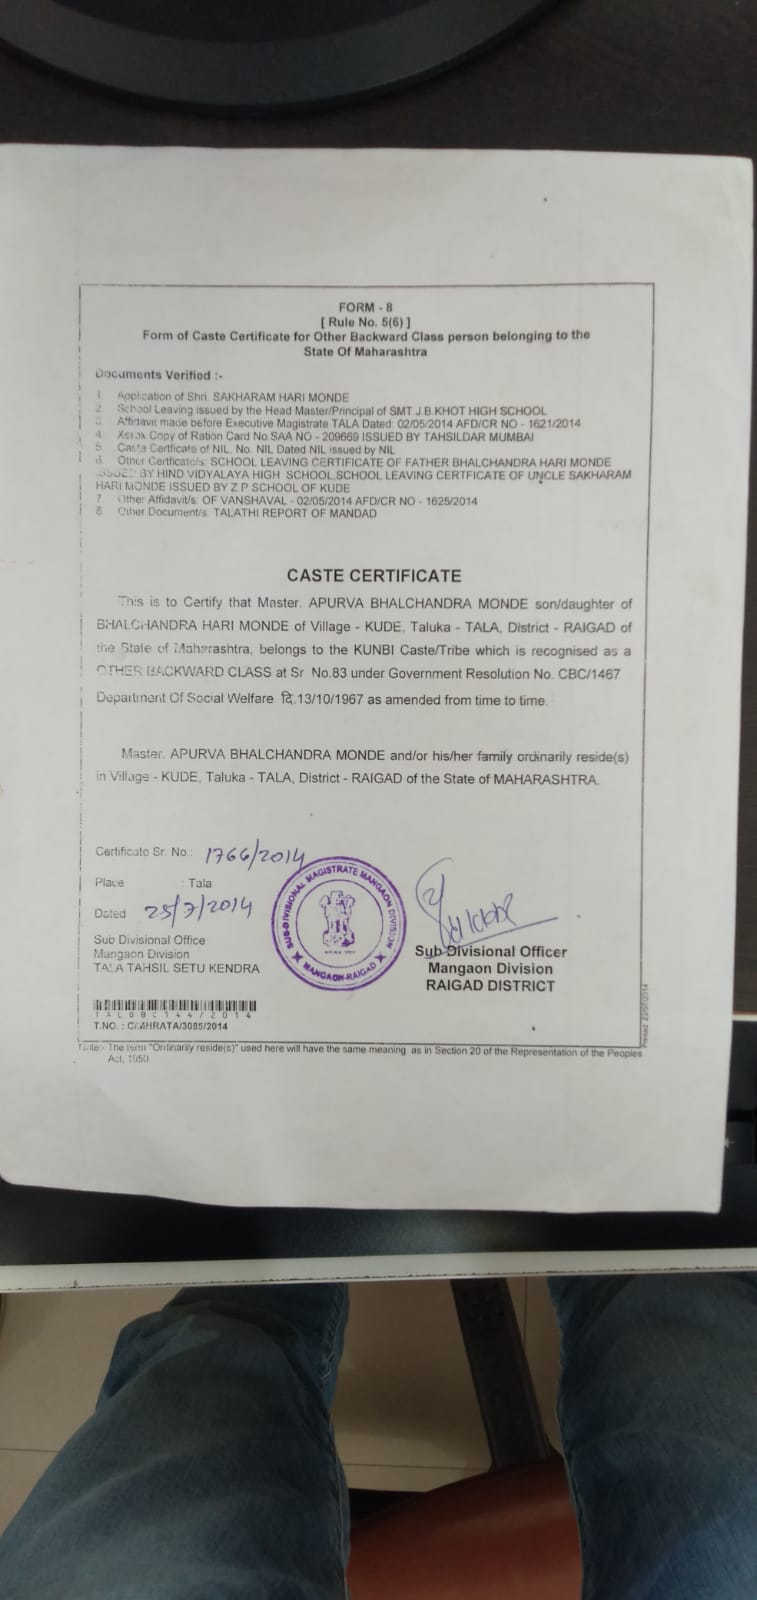 FORM - 8
[ Rule No. 5(6) ]
Form of Caste Certificate for Other Backward Class person belonging to the
State Of Maharashtra
Documents Verified :-
1. Application of Shri. SAKHARAM HARI MONDE
2. School Leaving issued by the Head Master/Principal of SMT.J.B.KHOT HIGH SCHOOL
3. Affidavit made before Executive Magistrate TALA Dated: 02/05/2014 AFD/CR NO - 1621/2014
4. Xerox Copy of Ration Card No.SAA NO - 209669 ISSUED BY TAHSILDAR MUMBAI
5. Caste Certficate of NIL, No. NIL Dated NIL issued by NIL
6. Other Certficate/s: SCHOOL LEAVING CERTIFICATE OF FATHER BHALCHANDRA HARI MONDE
ISSUED BY HIND VIDYALAYA HIGH SCHOOL,SCHOOL LEAVING CERTFICATE OF UNCLE SAKHARAM
HARI MONDE ISSUED BY Z.P.SCHOOL OF KUDE
7. Other Affidavit/s: OF VANSHAVAL - 02/05/2014 AFD/CR NO - 1625/2014
8. Other Document/s: TALATHI REPORT OF MANDAD
CASTE CERTIFICATE
This is to Certify that Master. APURVA BHALCHANDRA MONDE son/daughter of
BHALCHANDRA HARI MONDE of Village - KUDE, Taluka - TALA, District - RAIGAD of
the State of Maharashtra, belongs to the KUNBI Caste/Tribe which is recognised as a
OTHER BACKWARD CLASS at Sr No.83 under Government Resolution No. CBC/1467
Department Of Social Welfare दि.13/10/1967 as amended from time to time.
Master. APURVA BHALCHANDRA MONDE and/or his/her family ordinarily reside(s)
in Village - KUDE, Taluka - TALA, District - RAIGAD of the State of MAHARASHTRA.
Certificate Sr. No.: 1766/2014
Place : Tala
Dated 25/7/2014
Sub Divisional Office
Mangaon Division
TALA TAHSIL SETU KENDRA
SUB-DIVISIONAL MAGISTRATE MANGAON DIVISION
MANGAON-RAIGAD
Sub Divisional Officer
Mangaon Division
RAIGAD DISTRICT
T.NO. : C/MHRATA/3085/2014
Note:- The term "Ordinarily reside(s)" used here will have the same meaning as in Section 20 of the Representation of the Peoples
Act, 1950